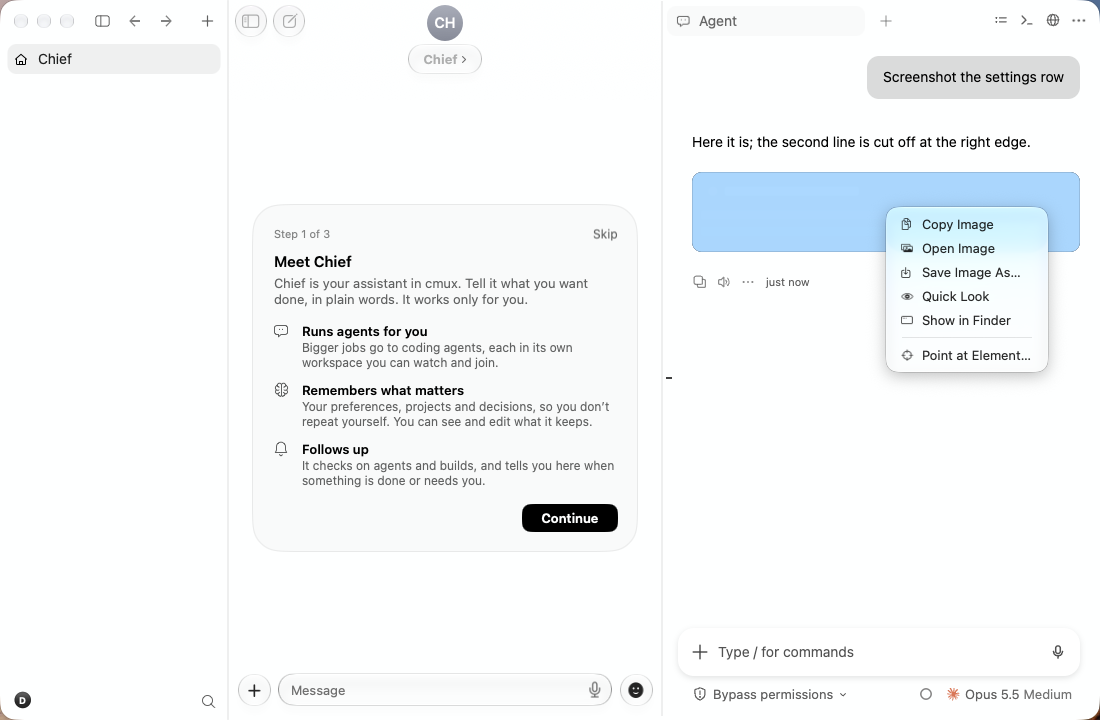 Chief
CH
Chief
Step 1 of 3
Skip
Meet Chief
Chief is your assistant in cmux. Tell it what you want
done, in plain words. It works only for you.
Runs agents for you
Bigger jobs go to coding agents, each in its own
workspace you can watch and join.
Remembers what matters
Your preferences, projects and decisions, so you don’t
repeat yourself. You can see and edit what it keeps.
Follows up
It checks on agents and builds, and tells you here when
something is done or needs you.
Continue
Message
D
Agent
Screenshot the settings row
Here it is; the second line is cut off at the right edge.
Copy Image
Open Image
Save Image As...
Quick Look
Show in Finder
Point at Element...
just now
Type / for commands
Bypass permissions
Opus 5.5 Medium